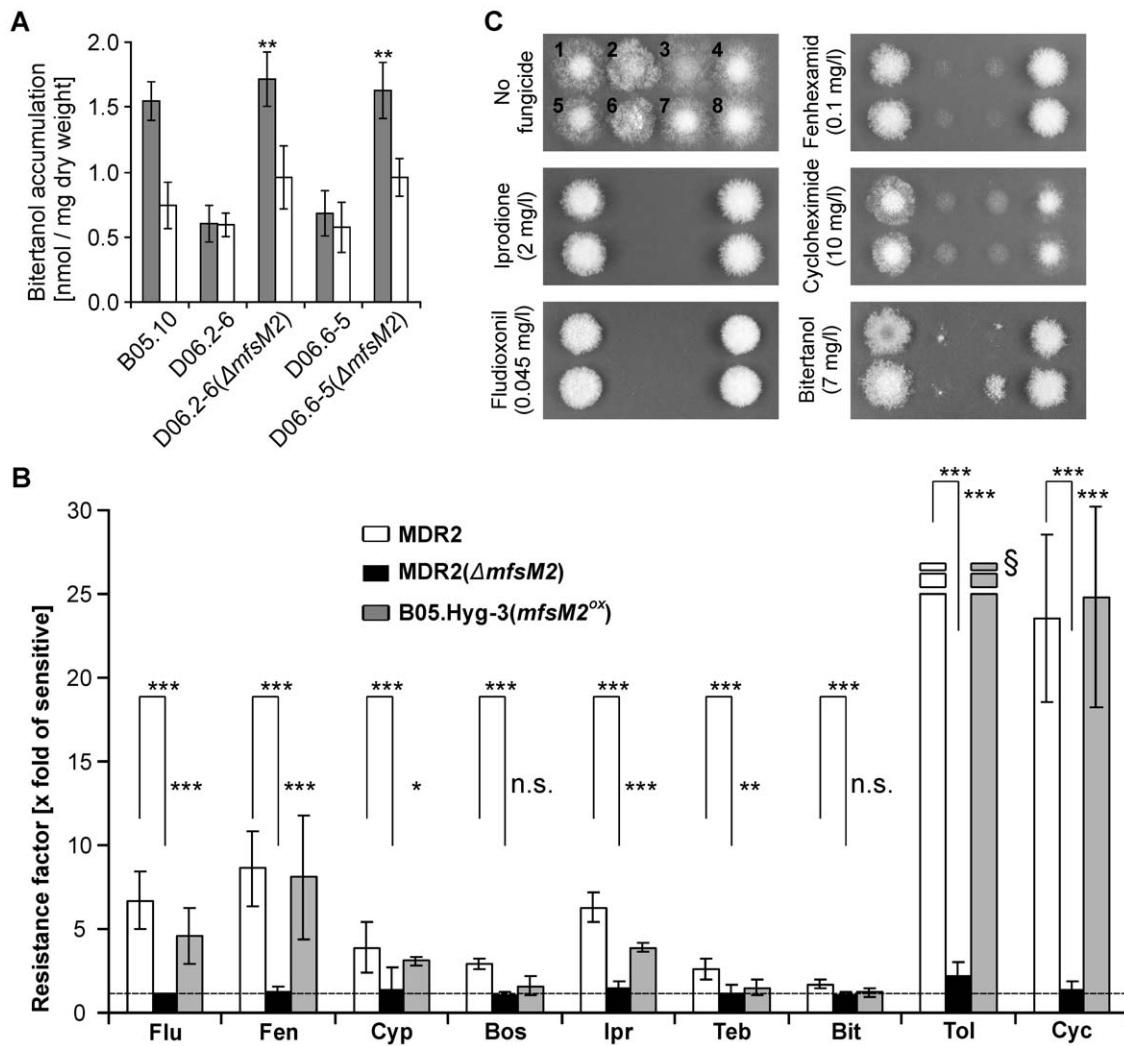 A
Bitertanol accumulation
[nmol / mg dry weight]
2.0
1.5
1.0
0.5
0.0
**
**
B05.10
D06.2-6
D06.2-6(ΔmfsM2)
D06.6-5
D06.6-5(ΔmfsM2)
C
No
fungicide
1 2 3 4
5 6 7 8
Iprodione
(2 mg/l)
Fludioxonil
(0.045 mg/l)
Fenhexamid
(0.1 mg/l)
Cycloheximide
(10 mg/l)
Bitertanol
(7 mg/l)
B
Resistance factor [x fold of sensitive]
30
25
20
15
10
5
0
MDR2
MDR2(ΔmfsM2)
B05.Hyg-3(mfsM2ox)
*** *** *** *** *** *** *** *** ***
*** *** * n.s. *** ** n.s. *** ***
§
Flu Fen Cyp Bos Ipr Teb Bit Tol Cyc